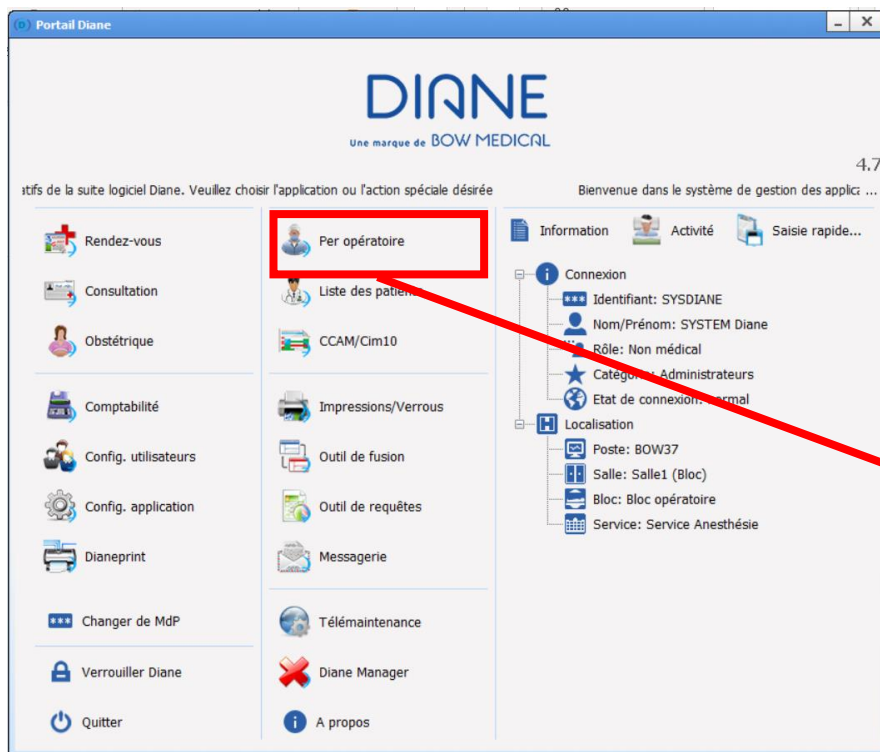 Portail Diane
DIANE
Une marque de BOW MEDICAL
4.7
atifs de la suite logiciel Diane. Veuillez choisir l'application ou l'action spéciale désirée
Bienvenue dans le système de gestion des applica ...
Rendez-vous
Consultation
Obstétrique
Comptabilité
Config. utilisateurs
Config. application
Dianeprint
Changer de MdP
Verrouiller Diane
Quitter
Per opératoire
Liste des patients
CCAM/Cim10
Impressions/Verrous
Outil de fusion
Outil de requêtes
Messagerie
Télémaintenance
Diane Manager
A propos
Information
Activité
Saisie rapide...
Connexion
Identifiant: SYSDIANE
Nom/Prénom: SYSTEM Diane
Rôle: Non médical
Catégorie: Administrateurs
Etat de connexion: normal
Localisation
Poste: BOW37
Salle: Salle1 (Bloc)
Bloc: Bloc opératoire
Service: Service Anesthésie